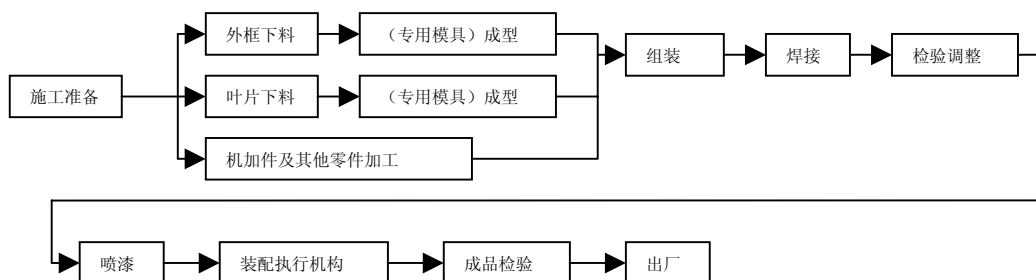 施工准备
外框下料
（专用模具）成型
叶片下料
（专用模具）成型
机加件及其他零件加工
组装
焊接
检验调整
喷漆
装配执行机构
成品检验
出厂